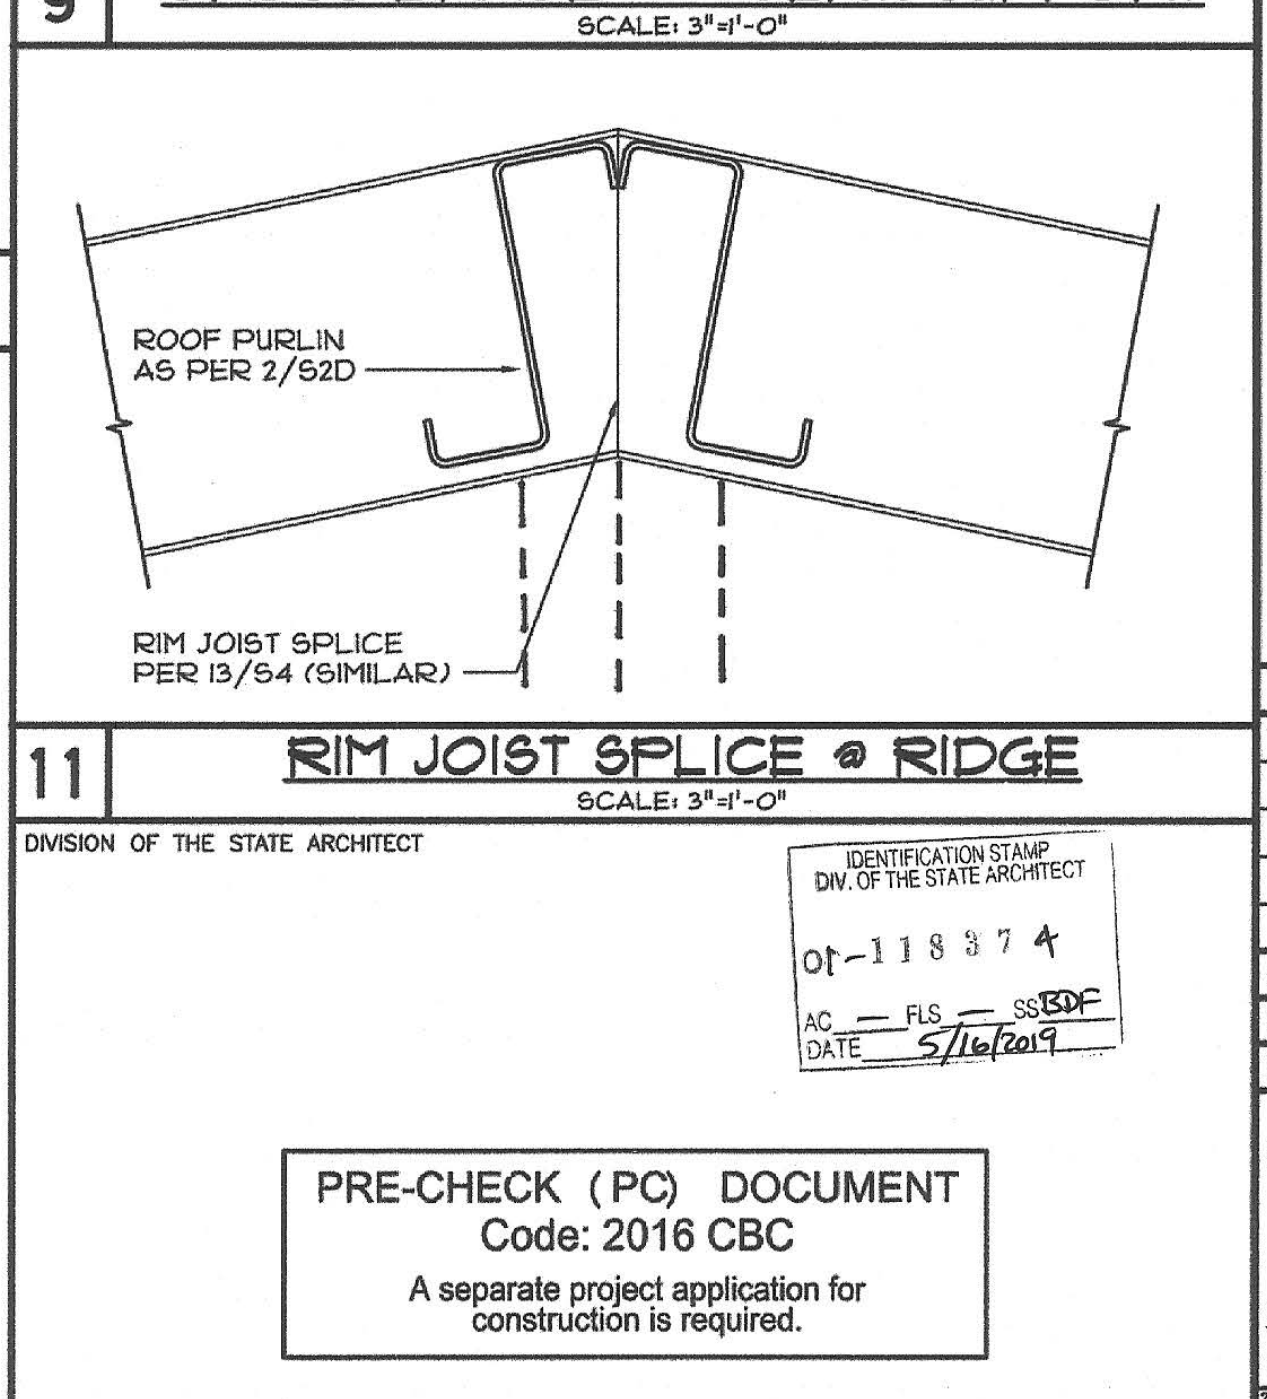 9
SCALE: 3"=1'-0"
ROOF PURLIN
AS PER 2/S2D
RIM JOIST SPLICE
PER 13/S4 (SIMILAR)
11
RIM JOIST SPLICE @ RIDGE
SCALE: 3"=1'-0"
DIVISION OF THE STATE ARCHITECT
IDENTIFICATION STAMP
DIV. OF THE STATE ARCHITECT
01-118374
AC — FLS — SS BDF
DATE 5/16/2019
PRE-CHECK (PC) DOCUMENT
Code: 2016 CBC
A separate project application for
construction is required.